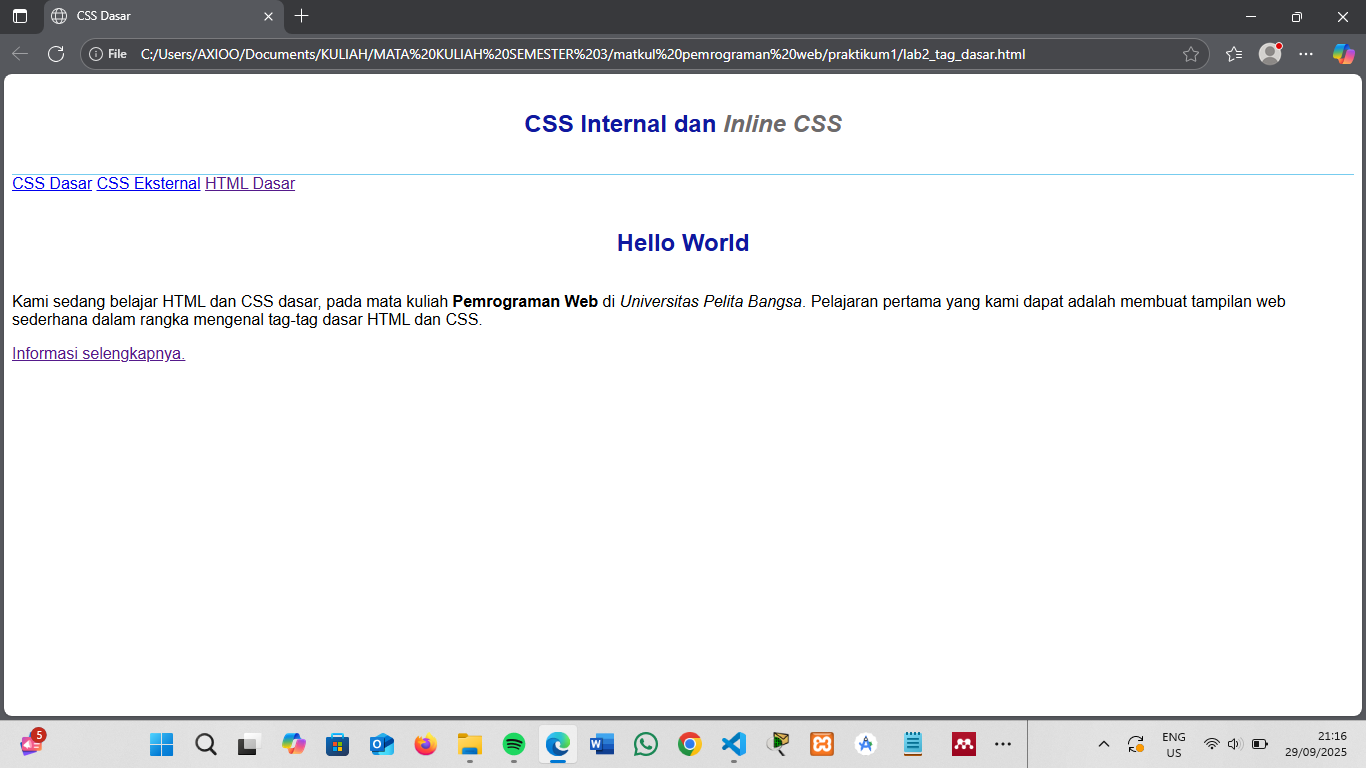 CSS Dasar
File C:/Users/AXIOO/Documents/KULIAH/MATA%20KULIAH%20SEMESTER%203/matkul%20pemrograman%20web/praktikum1/lab2_tag_dasar.html
CSS Internal dan Inline CSS
CSS Dasar CSS Eksternal HTML Dasar
Hello World
Kami sedang belajar HTML dan CSS dasar, pada mata kuliah Pemrograman Web di Universitas Pelita Bangsa. Pelajaran pertama yang kami dapat adalah membuat tampilan web
sederhana dalam rangka mengenal tag-tag dasar HTML dan CSS.
Informasi selengkapnya.
5
ENG
US
21:16
29/09/2025